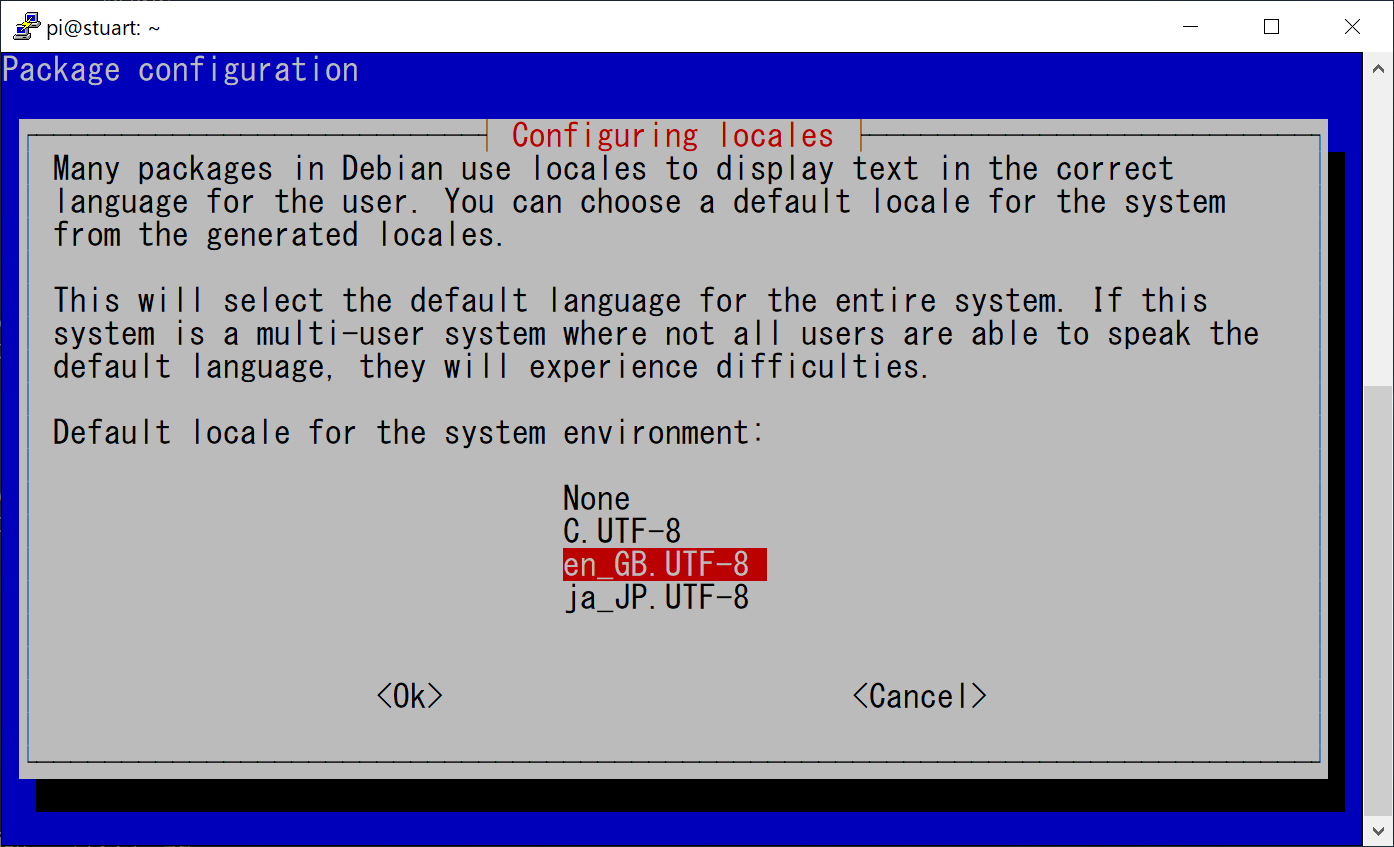 pi@stuart: ~
Package configuration
Configuring locales
Many packages in Debian use locales to display text in the correct
language for the user. You can choose a default locale for the system
from the generated locales.
This will select the default language for the entire system. If this
system is a multi-user system where not all users are able to speak the
default language, they will experience difficulties.
Default locale for the system environment:
None
C.UTF-8
en_GB.UTF-8
ja_JP.UTF-8
<Ok> <Cancel>